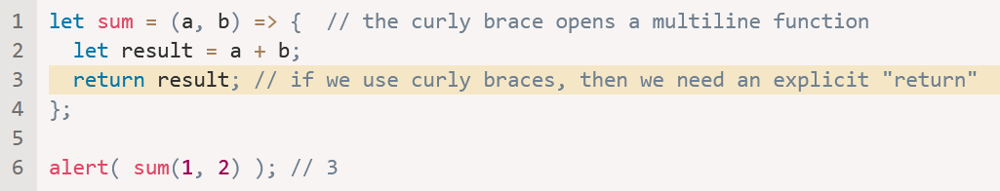 1 let sum = (a, b) => {  // the curly brace opens a multiline function
2   let result = a + b;
3   return result; // if we use curly braces, then we need an explicit "return"
4 };
5
6 alert( sum(1, 2) ); // 3